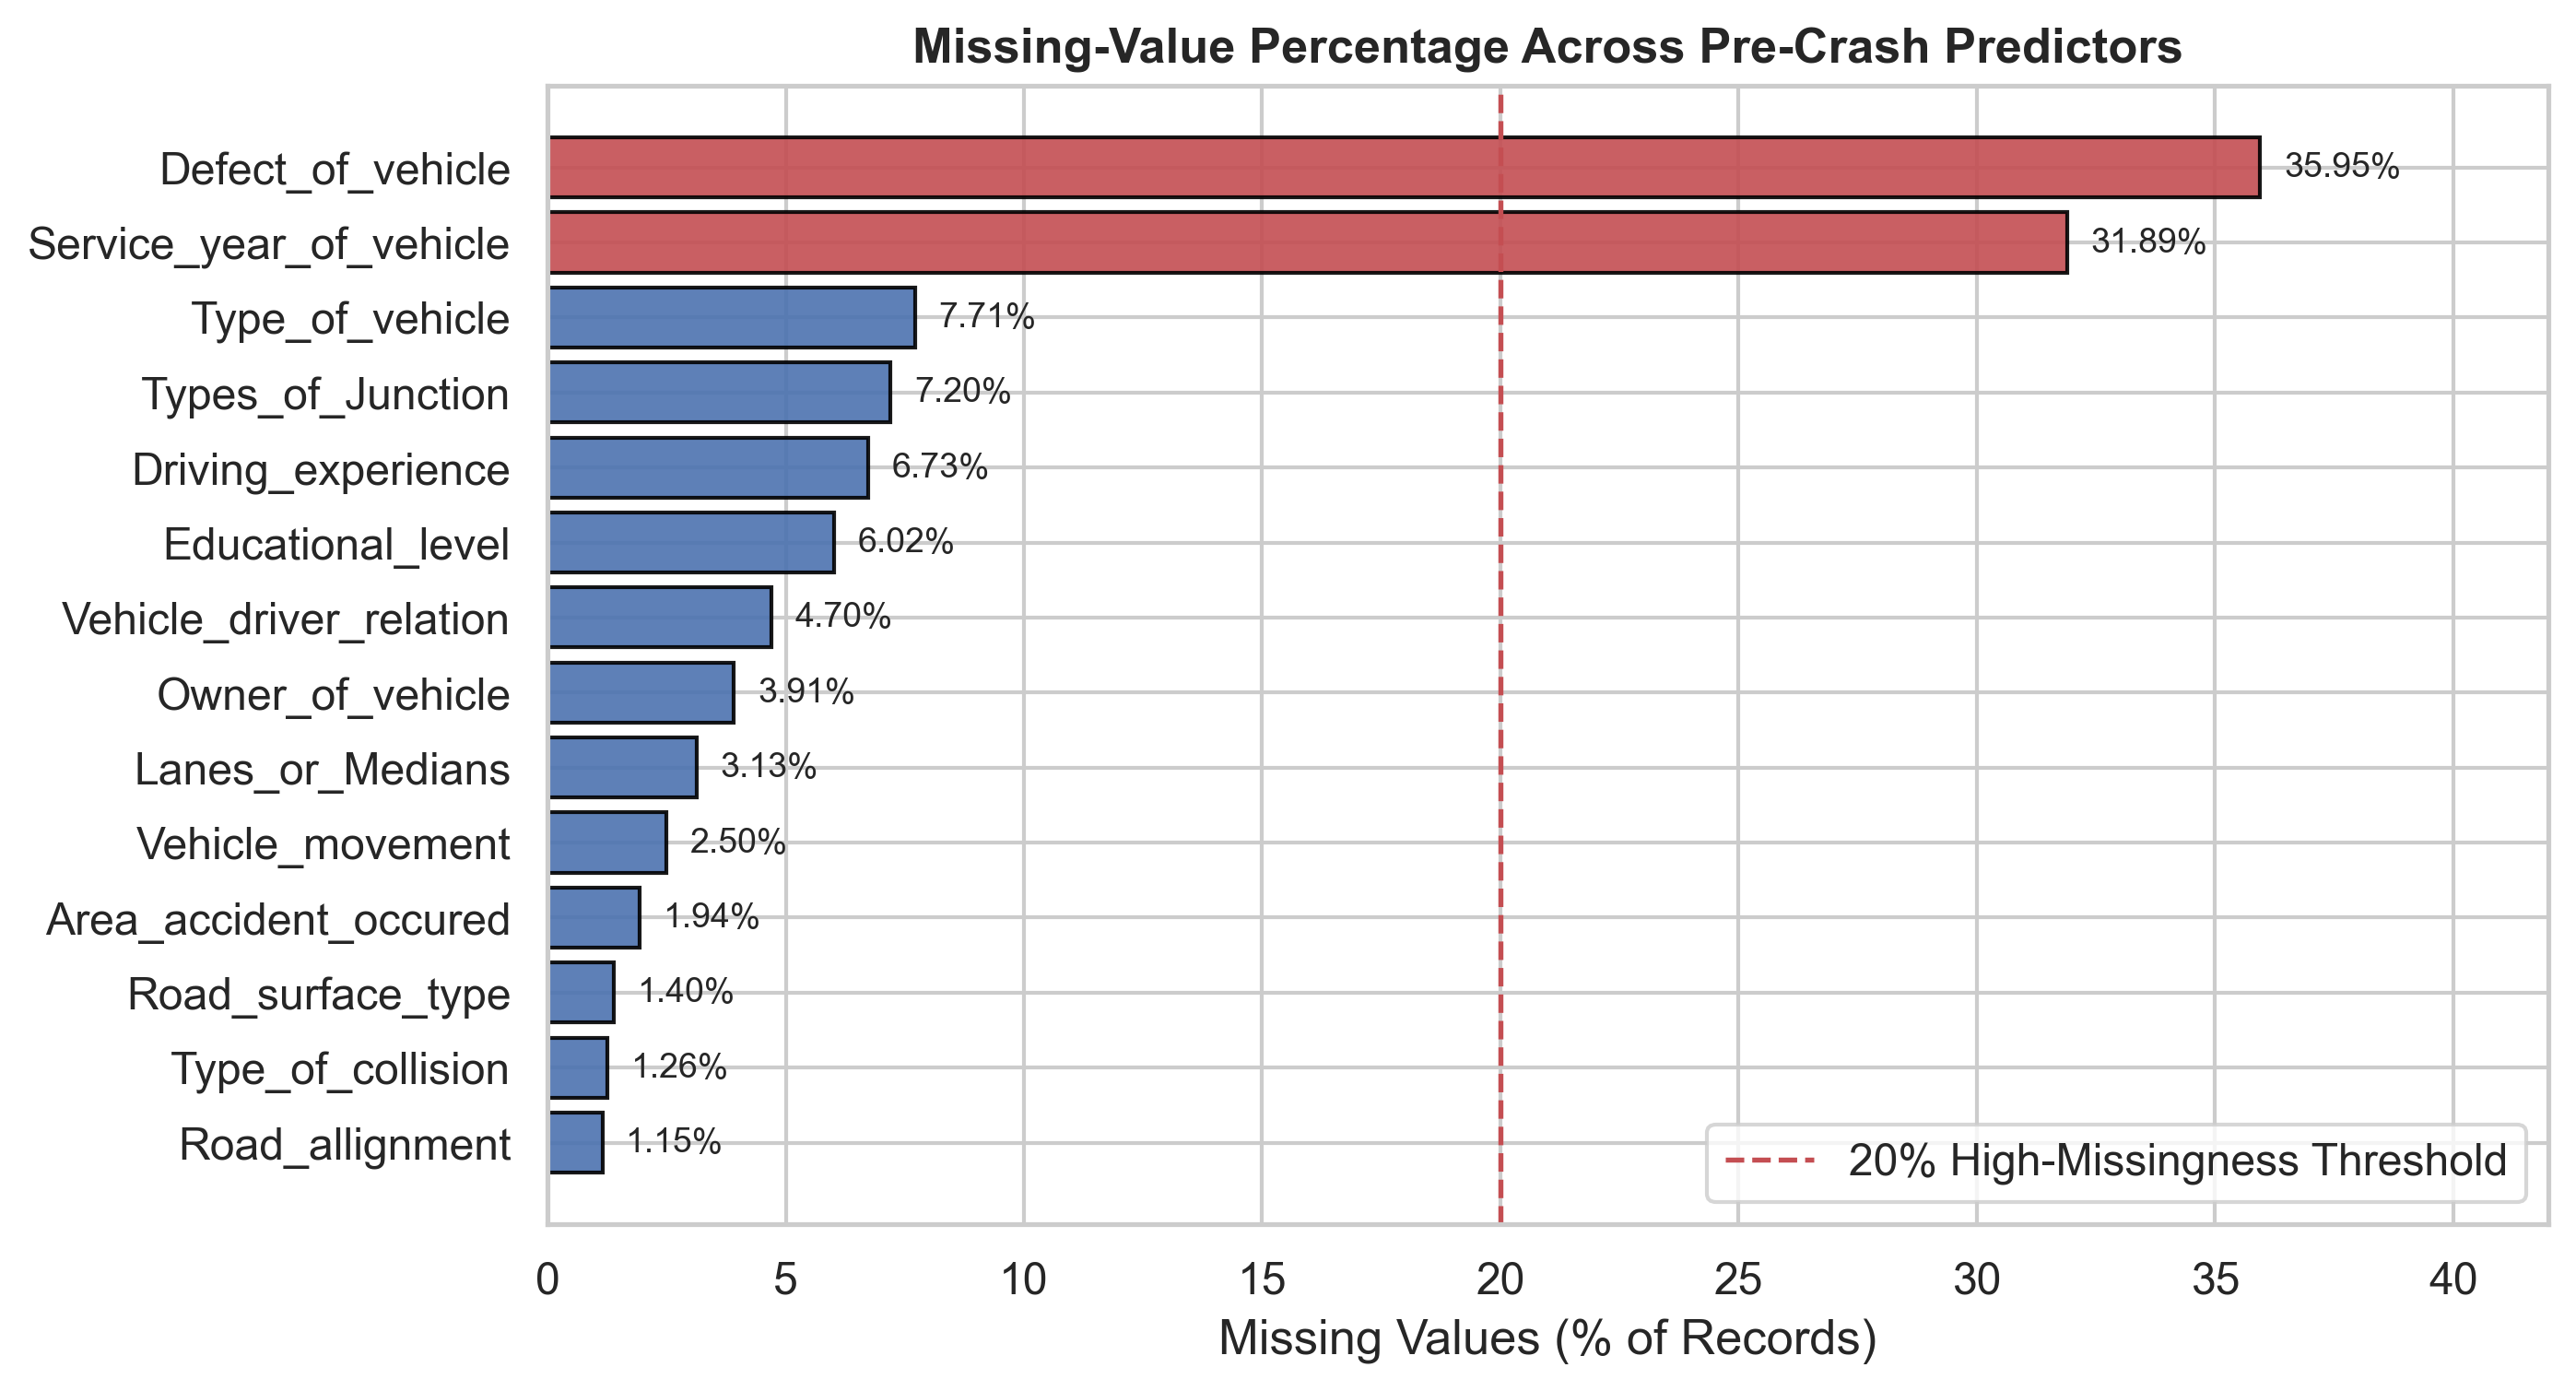 Missing-Value Percentage Across Pre-Crash Predictors
Defect_of_vehicle 35.95%
Service_year_of_vehicle 31.89%
Type_of_vehicle 7.71%
Types_of_Junction 7.20%
Driving_experience 6.73%
Educational_level 6.02%
Vehicle_driver_relation 4.70%
Owner_of_vehicle 3.91%
Lanes_or_Medians 3.13%
Vehicle_movement 2.50%
Area_accident_occured 1.94%
Road_surface_type 1.40%
Type_of_collision 1.26%
Road_allignment 1.15%
20% High-Missingness Threshold
0 5 10 15 20 25 30 35 40
Missing Values (% of Records)